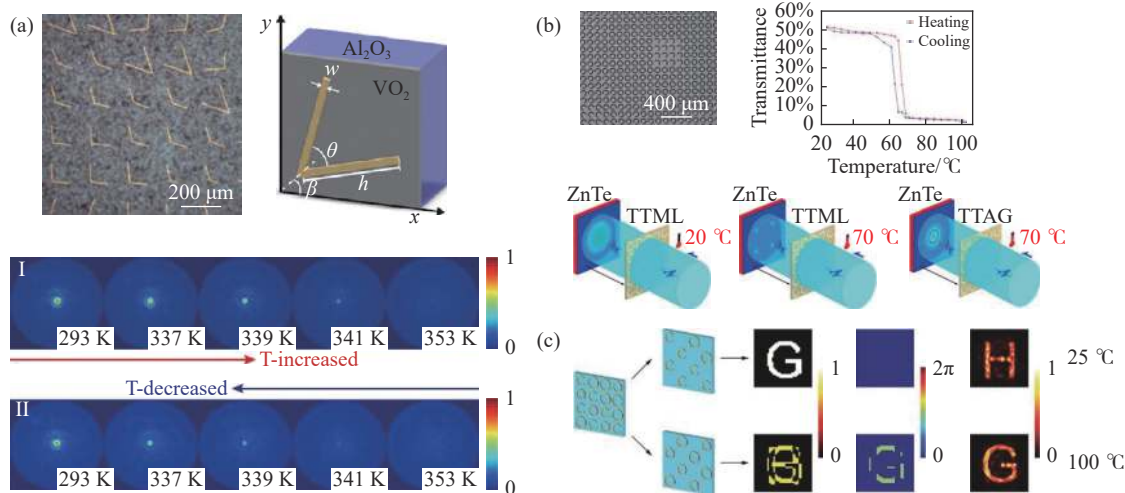 (a)
200 μm
y
Al₂O₃
VO₂
w
θ
β
h
x
I
293 K 337 K 339 K 341 K 353 K
1
0
T-increased
T-decreased
II
293 K 337 K 339 K 341 K 353 K
1
0
(b)
400 μm
Transmittance
60%
50%
40%
30%
20%
10%
0
Heating
Cooling
20 40 60 80 100
Temperature/℃
ZnTe
TTML
20 ℃
ZnTe
TTML
70 ℃
ZnTe
TTAG
70 ℃
(c)
G
1
0
2π
0
H
G
1
0
25 ℃
100 ℃